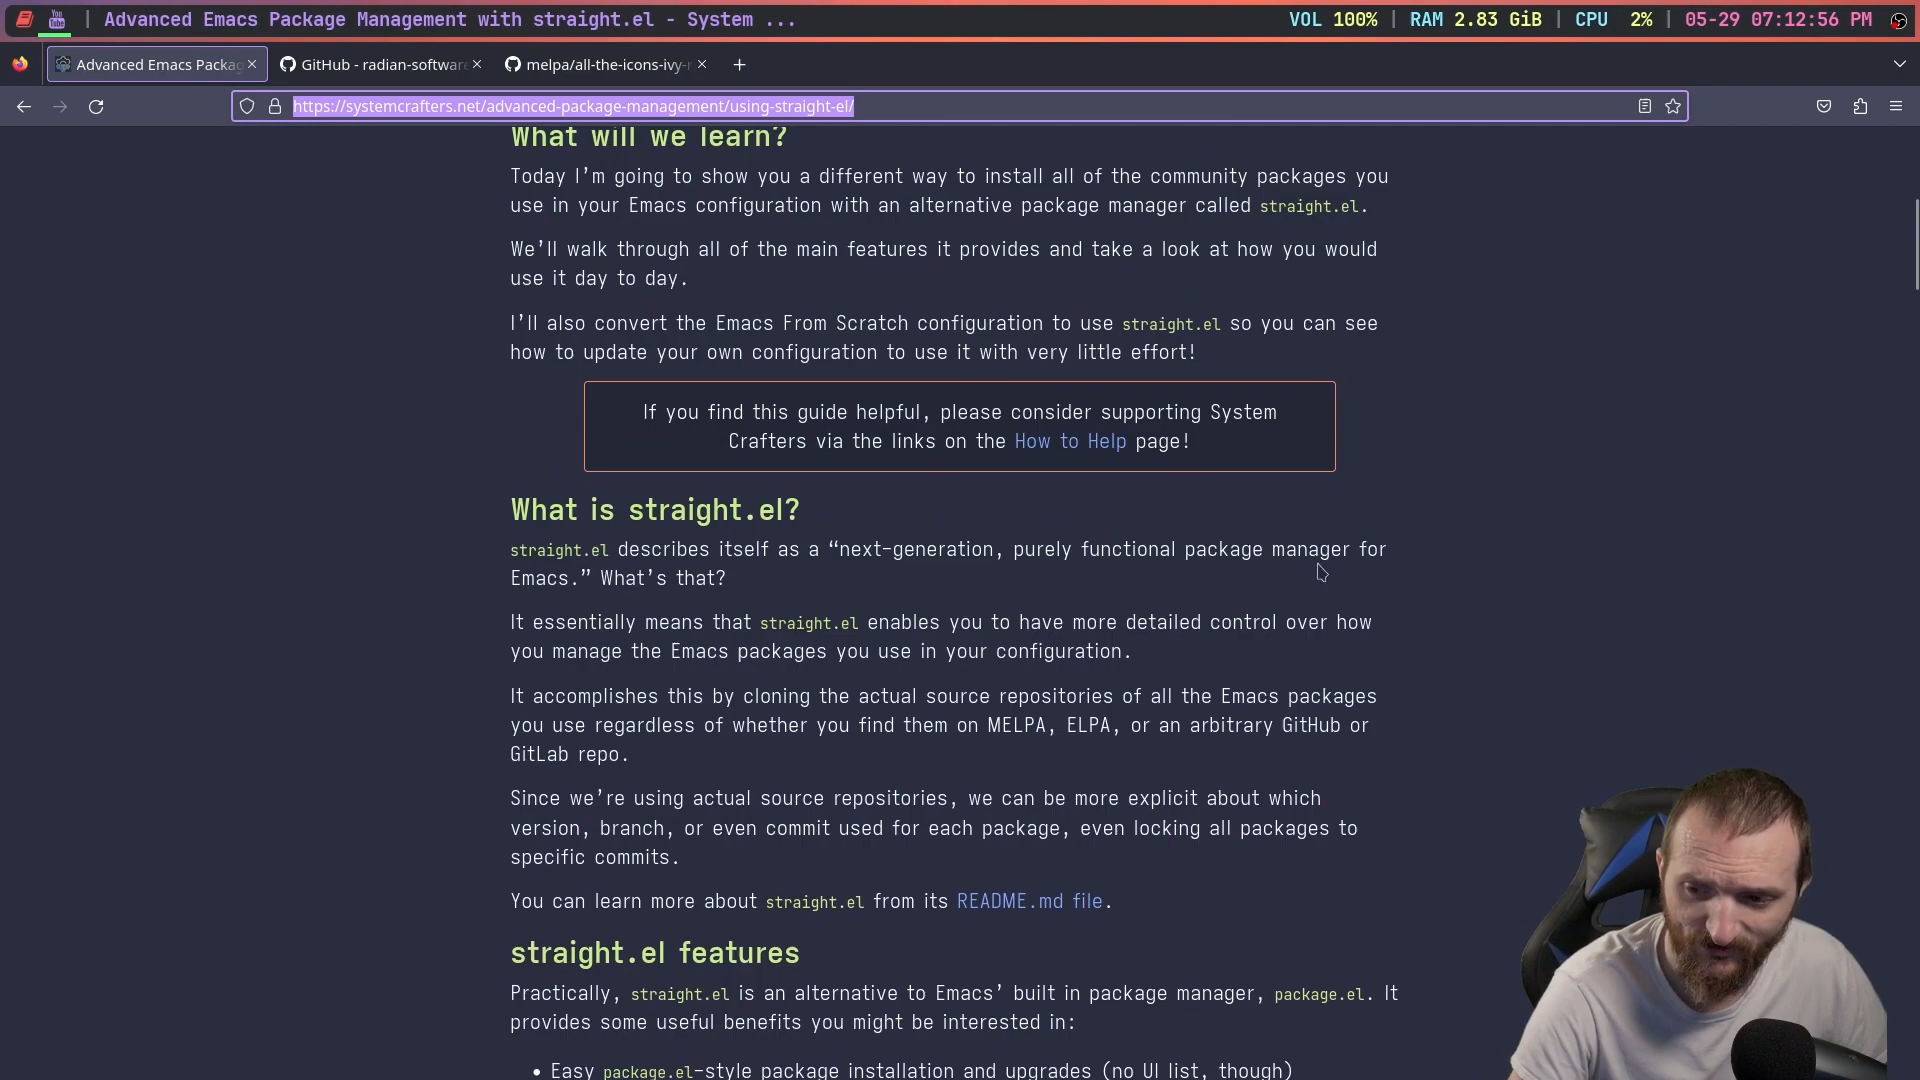 You Tube | Advanced Emacs Package Management with straight.el - System ... VOL 100% | RAM 2.83 GiB | CPU 2% | 05-29 07:12:56 PM
Advanced Emacs Packag GitHub - radian-softwar melpa/all-the-icons-ivy-r
https://systemcrafters.net/advanced-package-management/using-straight-el/
What will we learn?
Today I’m going to show you a different way to install all of the community packages you
use in your Emacs configuration with an alternative package manager called straight.el.
We’ll walk through all of the main features it provides and take a look at how you would
use it day to day.
I’ll also convert the Emacs From Scratch configuration to use straight.el so you can see
how to update your own configuration to use it with very little effort!
If you find this guide helpful, please consider supporting System
Crafters via the links on the How to Help page!
What is straight.el?
straight.el describes itself as a “next-generation, purely functional package manager for
Emacs.” What’s that?
It essentially means that straight.el enables you to have more detailed control over how
you manage the Emacs packages you use in your configuration.
It accomplishes this by cloning the actual source repositories of all the Emacs packages
you use regardless of whether you find them on MELPA, ELPA, or an arbitrary GitHub or
GitLab repo.
Since we’re using actual source repositories, we can be more explicit about which
version, branch, or even commit used for each package, even locking all packages to
specific commits.
You can learn more about straight.el from its README.md file.
straight.el features
Practically, straight.el is an alternative to Emacs’ built in package manager, package.el. It
provides some useful benefits you might be interested in:
• Easy package.el-style package installation and upgrades (no UI list, though)